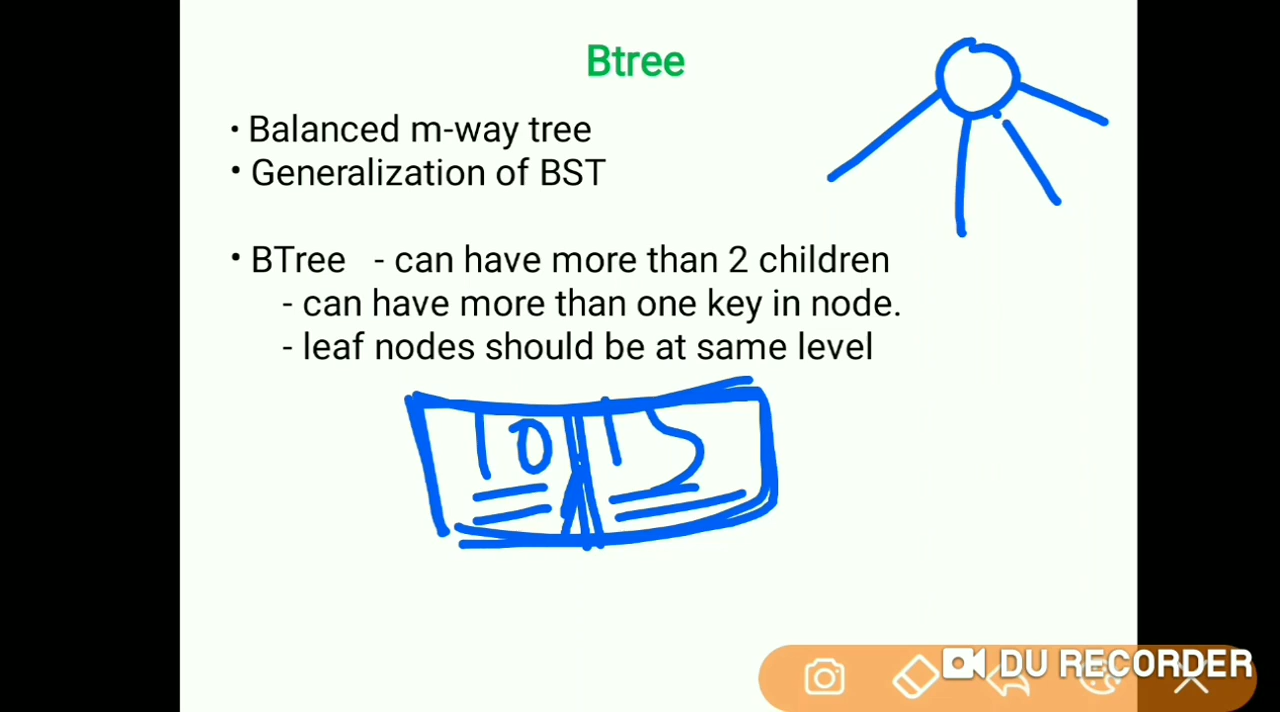 Btree
• Balanced m-way tree
• Generalization of BST
• BTree - can have more than 2 children
- can have more than one key in node.
- leaf nodes should be at same level
10 15
DU RECORDER